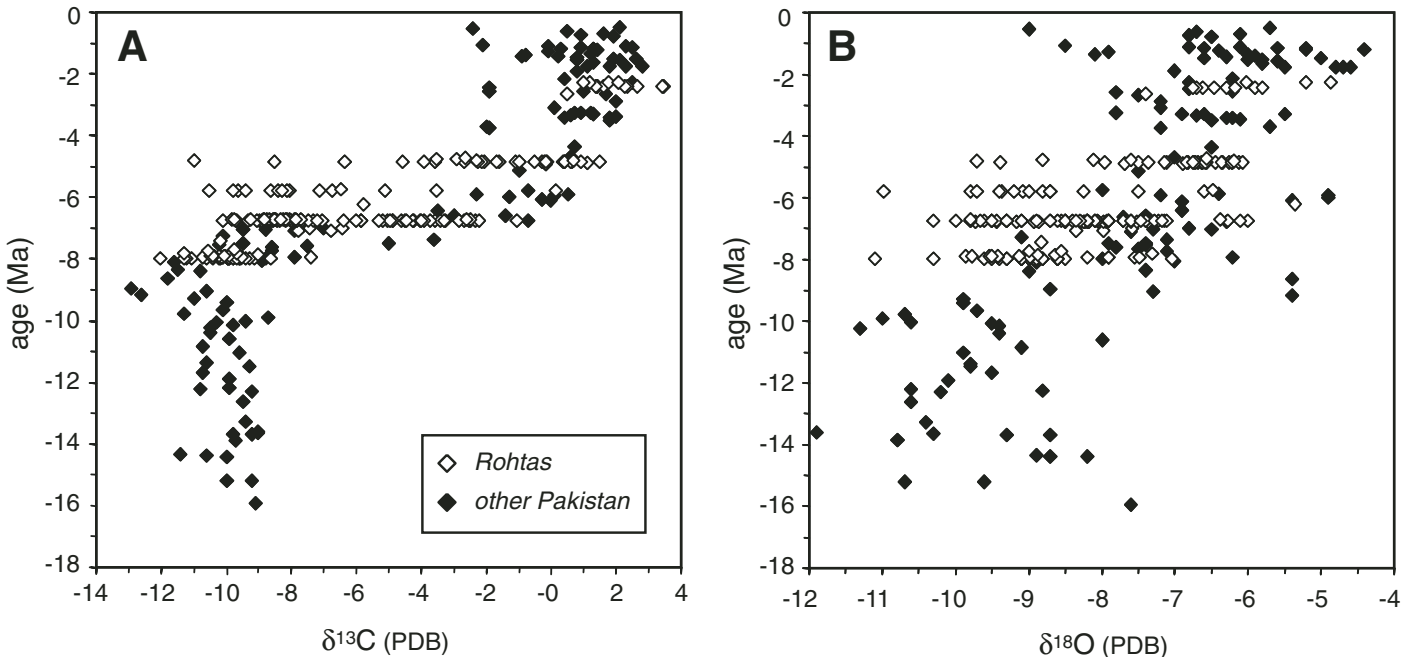 A
0
-2
-4
-6
-8
-10
-12
-14
-16
-18
age (Ma)
-14 -12 -10 -8 -6 -4 -2 -0 2 4
δ¹³C (PDB)
Rohtas
other Pakistan
B
0
-2
-4
-6
-8
-10
-12
-14
-16
-18
age (Ma)
-12 -11 -10 -9 -8 -7 -6 -5 -4
δ¹⁸O (PDB)